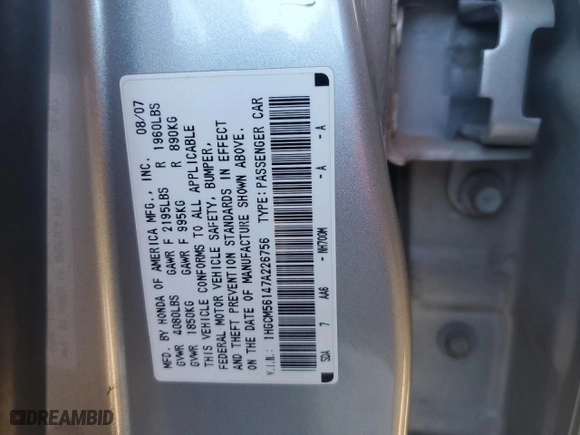 MFD. BY HONDA OF AMERICA MFG., INC. 08/07
GVWR 4080LBS GAWR F 2195LBS R 1960LBS
GVWR 1850KG GAWR F 995KG R 890KG
THIS VEHICLE CONFORMS TO ALL APPLICABLE
FEDERAL MOTOR VEHICLE SAFETY, BUMPER,
AND THEFT PREVENTION STANDARDS IN EFFECT
ON THE DATE OF MANUFACTURE SHOWN ABOVE.
V.I.N.: 1HGCM56147A226756 TYPE: PASSENGER CAR
SDA 7 AA6 - NH700M - A - A
DREAMBID